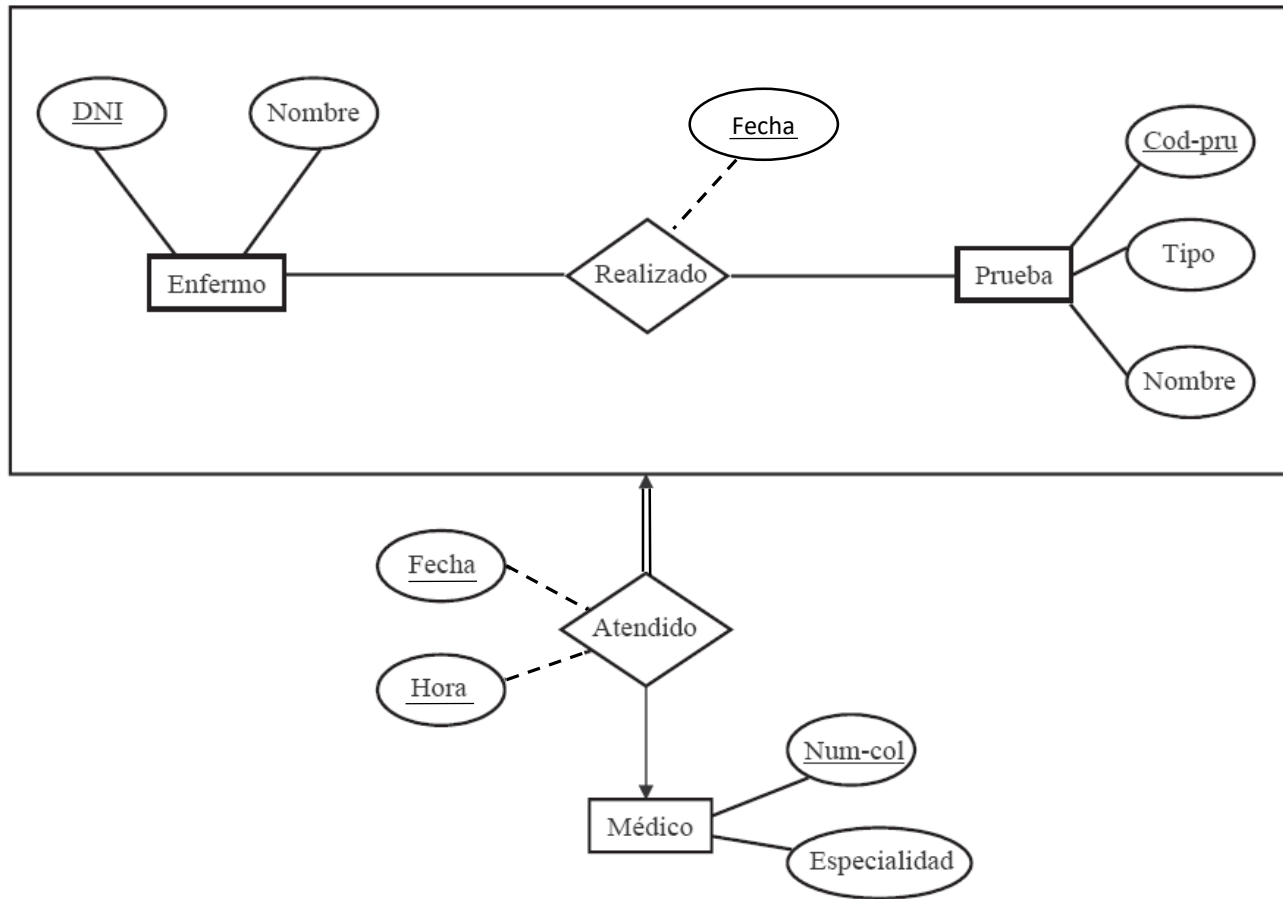 DNI
Nombre
Fecha
Cod-pru
Tipo
Enfermo
Realizado
Prueba
Nombre
Fecha
Atendido
Hora
Num-col
Médico
Especialidad